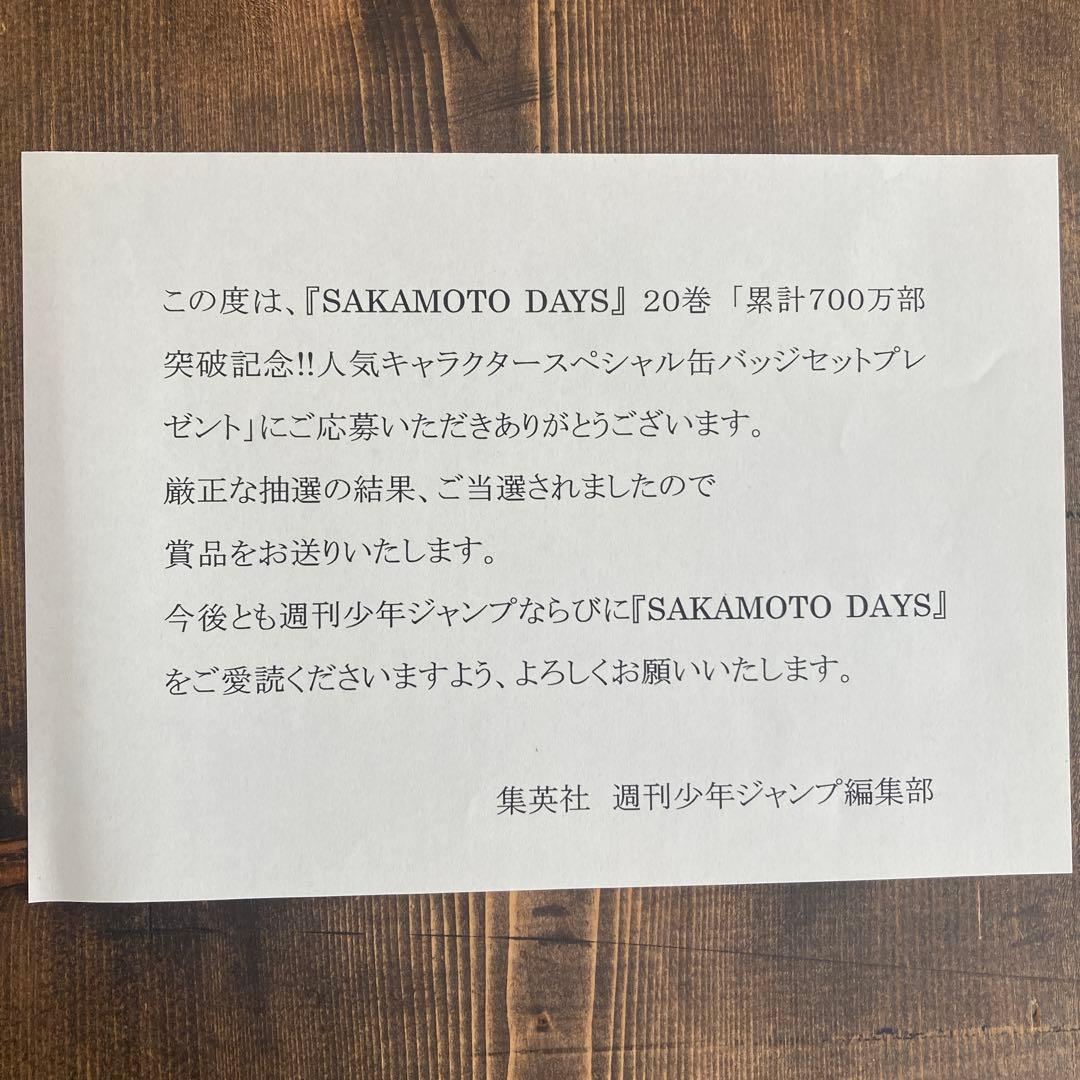 この度は、『SAKAMOTO DAYS』 20巻 「累計700万部
突破記念!!人気キャラクタースペシャル缶バッジセットプレ
ゼント」にご応募いただきありがとうございます。
厳正な抽選の結果、ご当選されましたので
賞品をお送りいたします。
今後とも週刊少年ジャンプならびに『SAKAMOTO DAYS』
をご愛読くださいますよう、よろしくお願いいたします。
集英社　週刊少年ジャンプ編集部